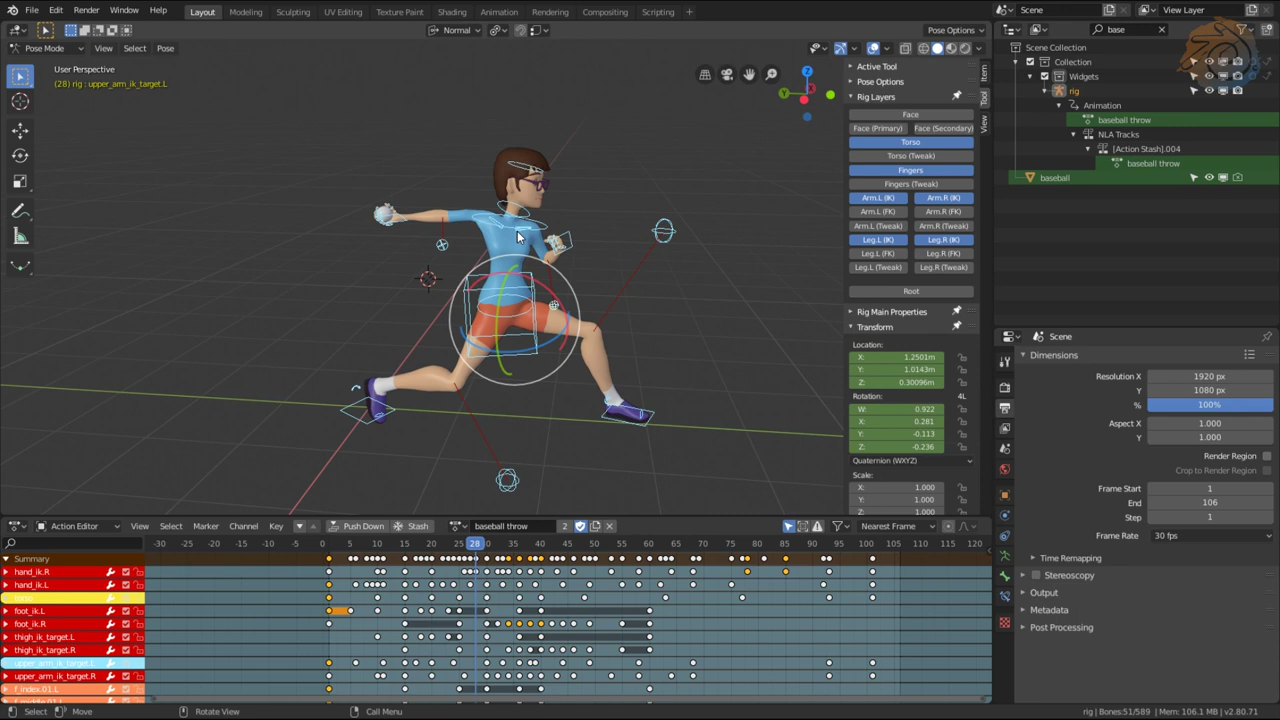 File Edit Render Window Help Layout Modeling Sculpting UV Editing Texture Paint Shading Animation Rendering Compositing Scripting + Scene View Layer
Normal Pose Options base
Pose Mode View Select Pose
User Perspective
(28) rig : upper_arm_ik_target.L
Z
Y
Item
Tool
View
Active Tool
Pose Options
Rig Layers
Face
Face (Primary) Face (Secondary)
Torso
Torso (Tweak)
Fingers
Fingers (Tweak)
Arm.L (IK) Arm.R (IK)
Arm.L (FK) Arm.R (FK)
Arm.L (Tweak) Arm.R (Tweak)
Leg.L (IK) Leg.R (IK)
Leg.L (FK) Leg.R (FK)
Leg.L (Tweak) Leg.R (Tweak)
Root
Rig Main Properties
Transform
Location:
X: 1.2501m
Y: 1.0143m
Z: 0.30096m
Rotation: 4L
W: 0.922
X: 0.281
Y: -0.113
Z: -0.236
Quaternion (WXYZ)
Scale:
X: 1.000
Y: 1.000
Z: 1.000
Scene Collection
Collection
Widgets
rig
Animation
baseball throw
NLA Tracks
[Action Stash].004
baseball throw
baseball
Scene
Dimensions
Resolution X 1920 px
Y 1080 px
% 100%
Aspect X 1.000
Y 1.000
Render Region
Crop to Render Region
Frame Start 1
End 106
Step 1
Frame Rate 30 fps
Time Remapping
Stereoscopy
Output
Metadata
Post Processing
Action Editor View Select Marker Channel Key Push Down Stash baseball throw 2 Nearest Frame
-30 -25 -20 -15 -10 -5 0 5 10 15 20 28 35 40 45 50 55 60 65 70 75 80 85 90 95 100 105 110 115 120
Summary
hand_ik.R
hand_ik.L
torso
foot_ik.L
foot_ik.R
thigh_ik_target.L
thigh_ik_target.R
upper_arm_ik_target.L
upper_arm_ik_target.R
f_index.01.L
f_middle.01.L
Select Move Rotate View Call Menu rig | Bones:51/589 | Mem: 106.1 MB | v2.80.71